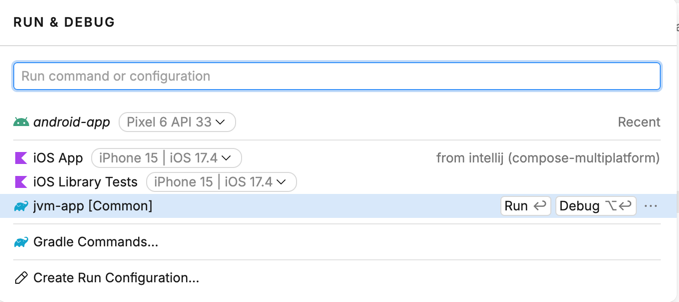 RUN & DEBUG
Run command or configuration
android-app Pixel 6 API 33 Recent
iOS App iPhone 15 | iOS 17.4 from intellij (compose-multiplatform)
iOS Library Tests iPhone 15 | iOS 17.4
jvm-app [Common] Run ↩ Debug ⌥↩ ···
Gradle Commands...
Create Run Configuration...